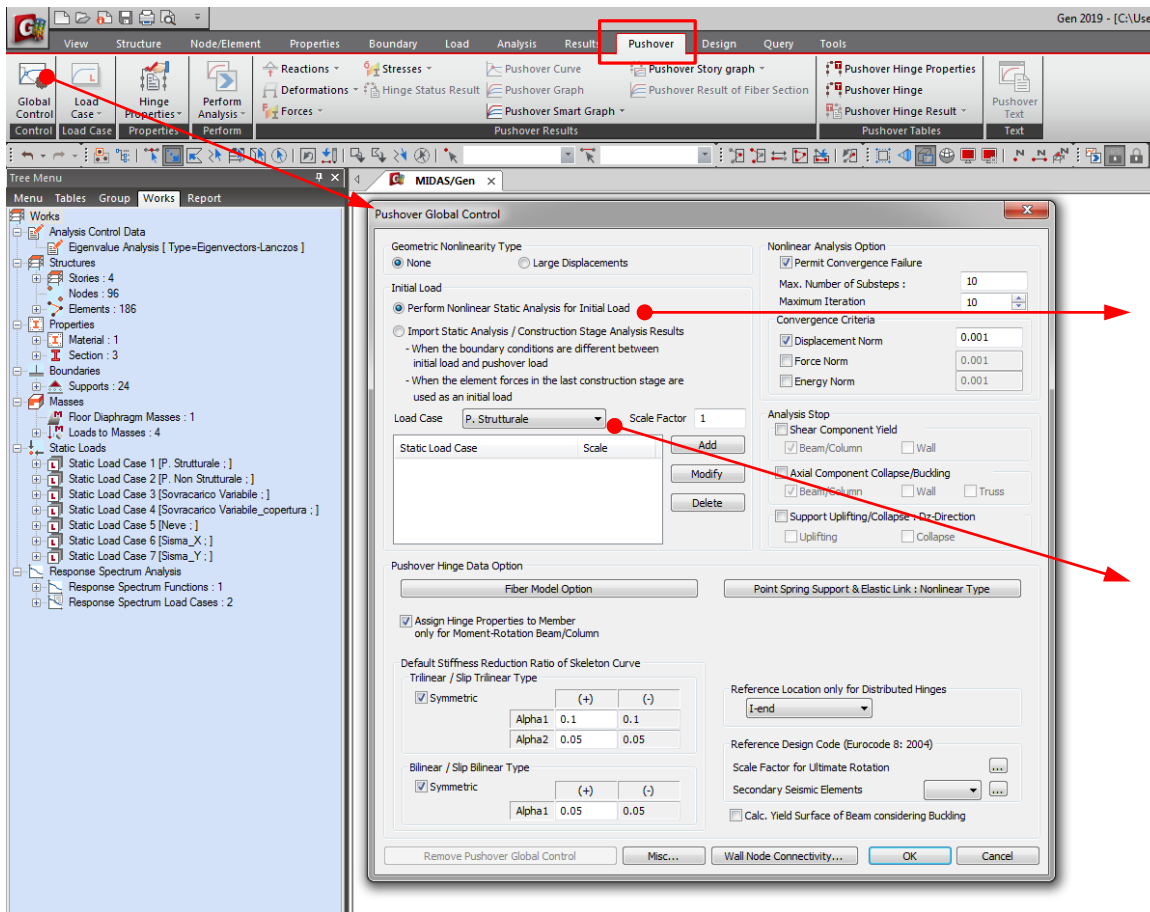 Gen 2019 - [C:\Use
View Structure Node/Element Properties Boundary Load Analysis Results Pushover Design Query Tools
Global Control
Load Case
Hinge Properties
Perform Analysis
Reactions
Deformations
Forces
Stresses
Hinge Status Result
Pushover Curve
Pushover Graph
Pushover Smart Graph
Pushover Story graph
Pushover Result of Fiber Section
Pushover Hinge Properties
Pushover Hinge
Pushover Hinge Result
Pushover Text
Control Load Case Properties Perform Pushover Results Pushover Tables Text
Tree Menu
Menu Tables Group Works Report
MIDAS/Gen
Works
Analysis Control Data
Eigenvalue Analysis [ Type=Eigenvectors-Lanczos ]
Structures
Stories : 4
Nodes : 96
Elements : 186
Properties
Material : 1
Section : 3
Boundaries
Supports : 24
Masses
Floor Diaphragm Masses : 1
Loads to Masses : 4
Static Loads
Static Load Case 1 [P. Strutturale ; ]
Static Load Case 2 [P. Non Strutturale ; ]
Static Load Case 3 [Sovracarico Variabile ; ]
Static Load Case 4 [Sovracarico Variabile_copertura ; ]
Static Load Case 5 [Neve ; ]
Static Load Case 6 [Sisma_X ; ]
Static Load Case 7 [Sisma_Y ; ]
Response Spectrum Analysis
Response Spectrum Functions : 1
Response Spectrum Load Cases : 2
Pushover Global Control
Geometric Nonlinearity Type
None Large Displacements
Initial Load
Perform Nonlinear Static Analysis for Initial Load
Import Static Analysis / Construction Stage Analysis Results
- When the boundary conditions are different between
initial load and pushover load
- When the element forces in the last construction stage are
used as an initial load
Load Case P. Strutturale Scale Factor 1
Static Load Case Scale
Add
Modify
Delete
Nonlinear Analysis Option
Permit Convergence Failure
Max. Number of Substeps : 10
Maximum Iteration 10
Convergence Criteria
Displacement Norm 0.001
Force Norm 0.001
Energy Norm 0.001
Analysis Stop
Shear Component Yield
Beam/Column Wall
Axial Component Collapse/Buckling
Beam/Column Wall Truss
Support Uplifting/Collapse : Dz-Direction
Uplifting Collapse
Pushover Hinge Data Option
Fiber Model Option
Point Spring Support & Elastic Link : Nonlinear Type
Assign Hinge Properties to Member
only for Moment-Rotation Beam/Column
Default Stiffness Reduction Ratio of Skeleton Curve
Trilinear / Slip Trilinear Type
Symmetric (+) (-)
Alpha1 0.1 0.1
Alpha2 0.05 0.05
Bilinear / Slip Bilinear Type
Symmetric (+) (-)
Alpha1 0.05 0.05
Reference Location only for Distributed Hinges
I-end
Reference Design Code (Eurocode 8: 2004)
Scale Factor for Ultimate Rotation ...
Secondary Seismic Elements ...
Calc. Yield Surface of Beam considering Buckling
Remove Pushover Global Control Misc... Wall Node Connectivity... OK Cancel